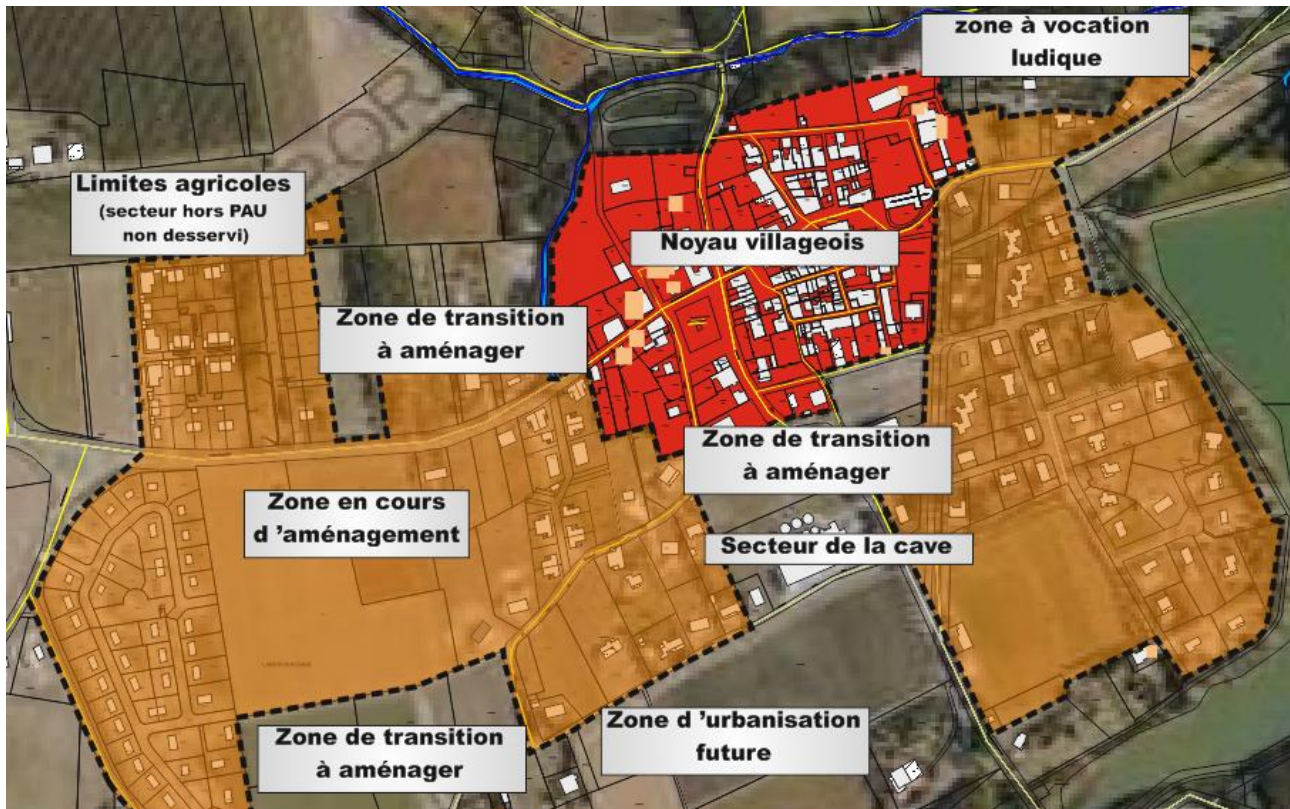 zone à vocation
ludique
Limites agricoles
(secteur hors PAU
non desservi)
Noyau villageois
Zone de transition
à aménager
Zone de transition
à aménager
Zone en cours
d ’aménagement
Secteur de la cave
Zone de transition
à aménager
Zone d ’urbanisation
future